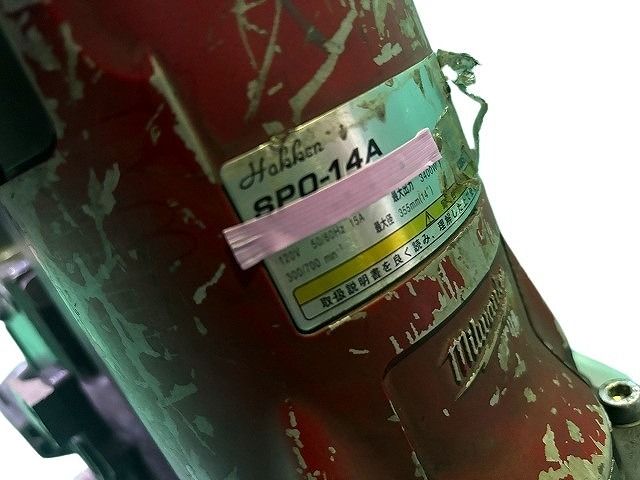 Hakken
SPO-14A
120V 50/60Hz 15A 最大出力 3400W
300/700 min⁻¹ 最大径 355mm(14")
取扱説明書を良く読み、理解した
Milwaukee